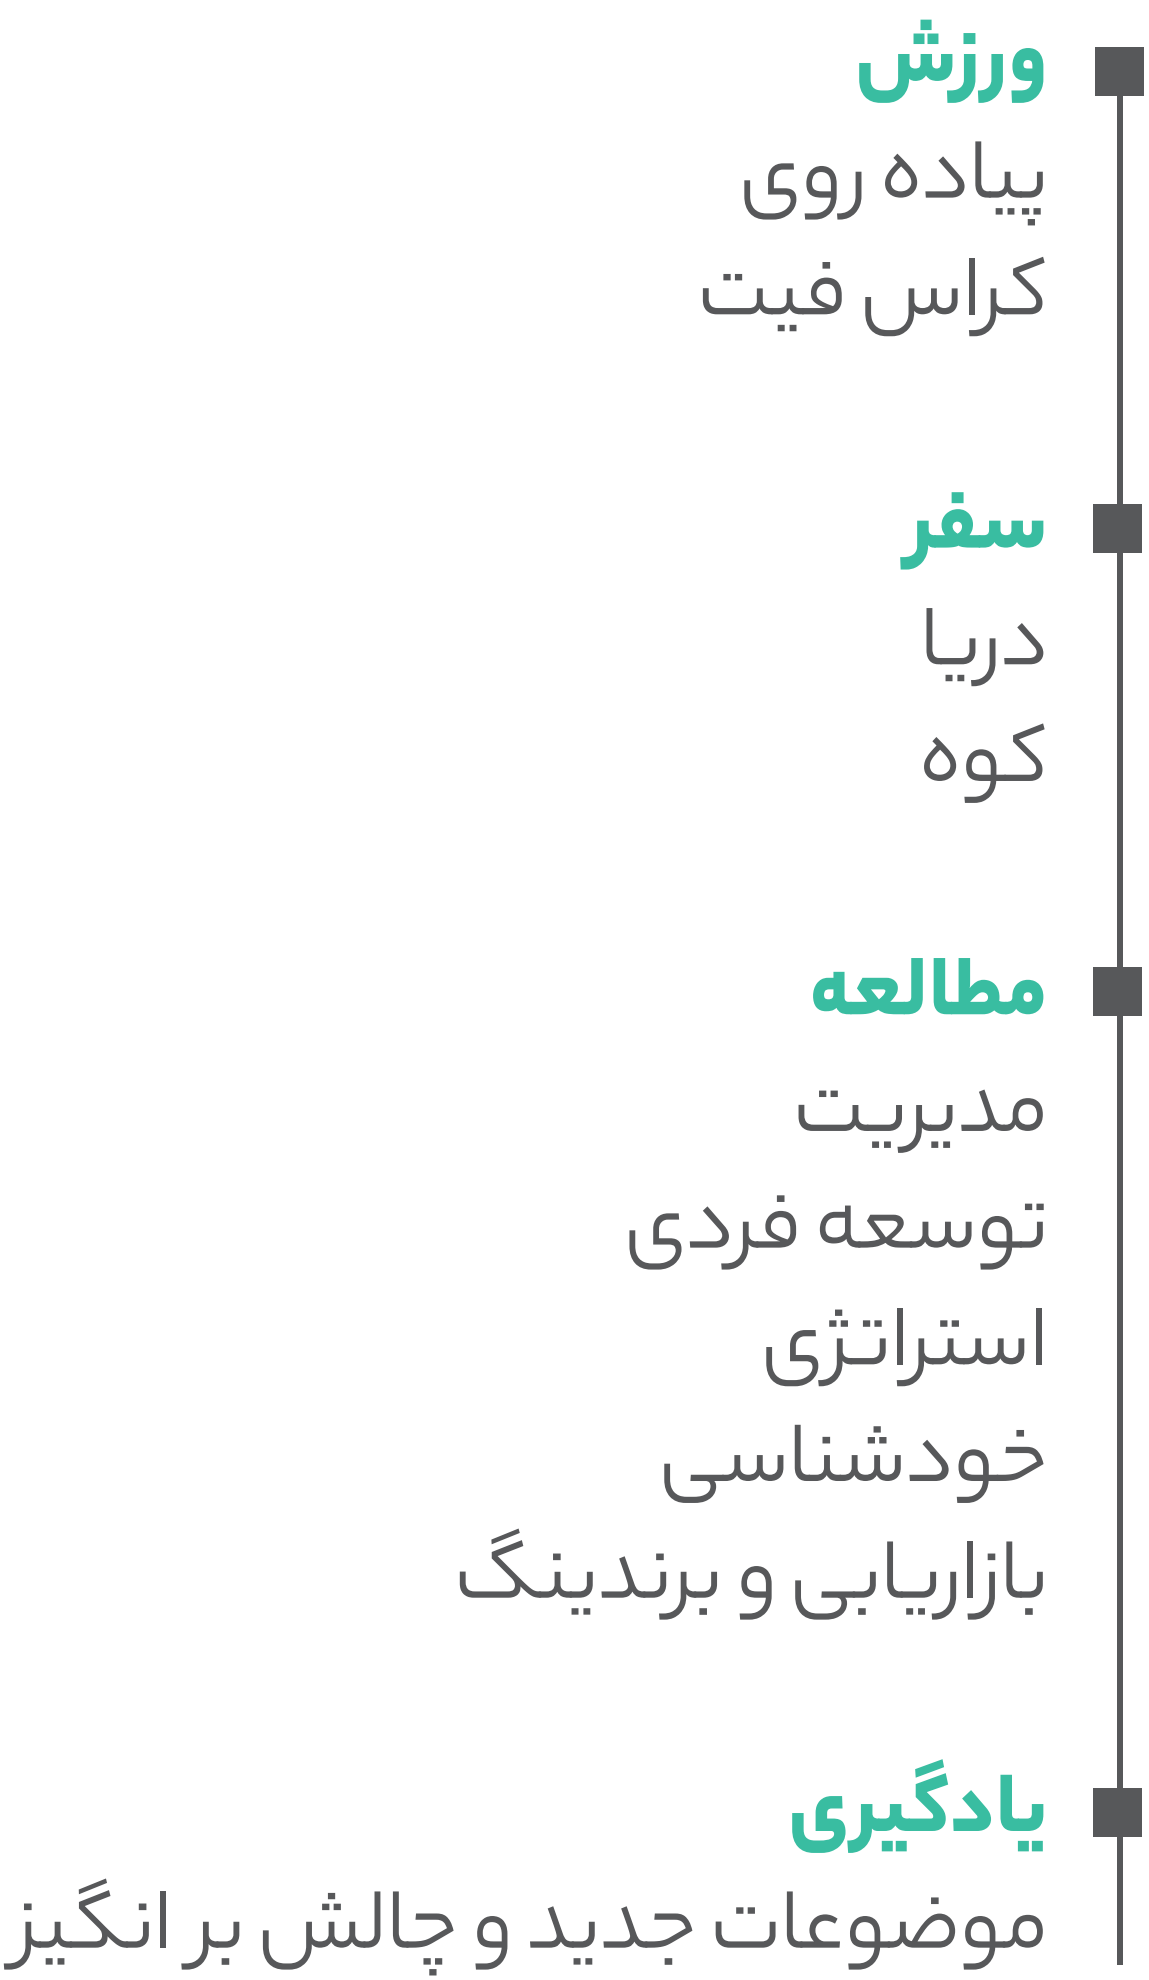 ورزش
پیاده روی
کراس فیت
سفر
دریا
کوه
مطالعه
مدیریت
توسعه فردی
استراتژی
خودشناسی
بازاریابی و برندینگ
یادگیری
موضوعات جدید و چالش بر انگیز